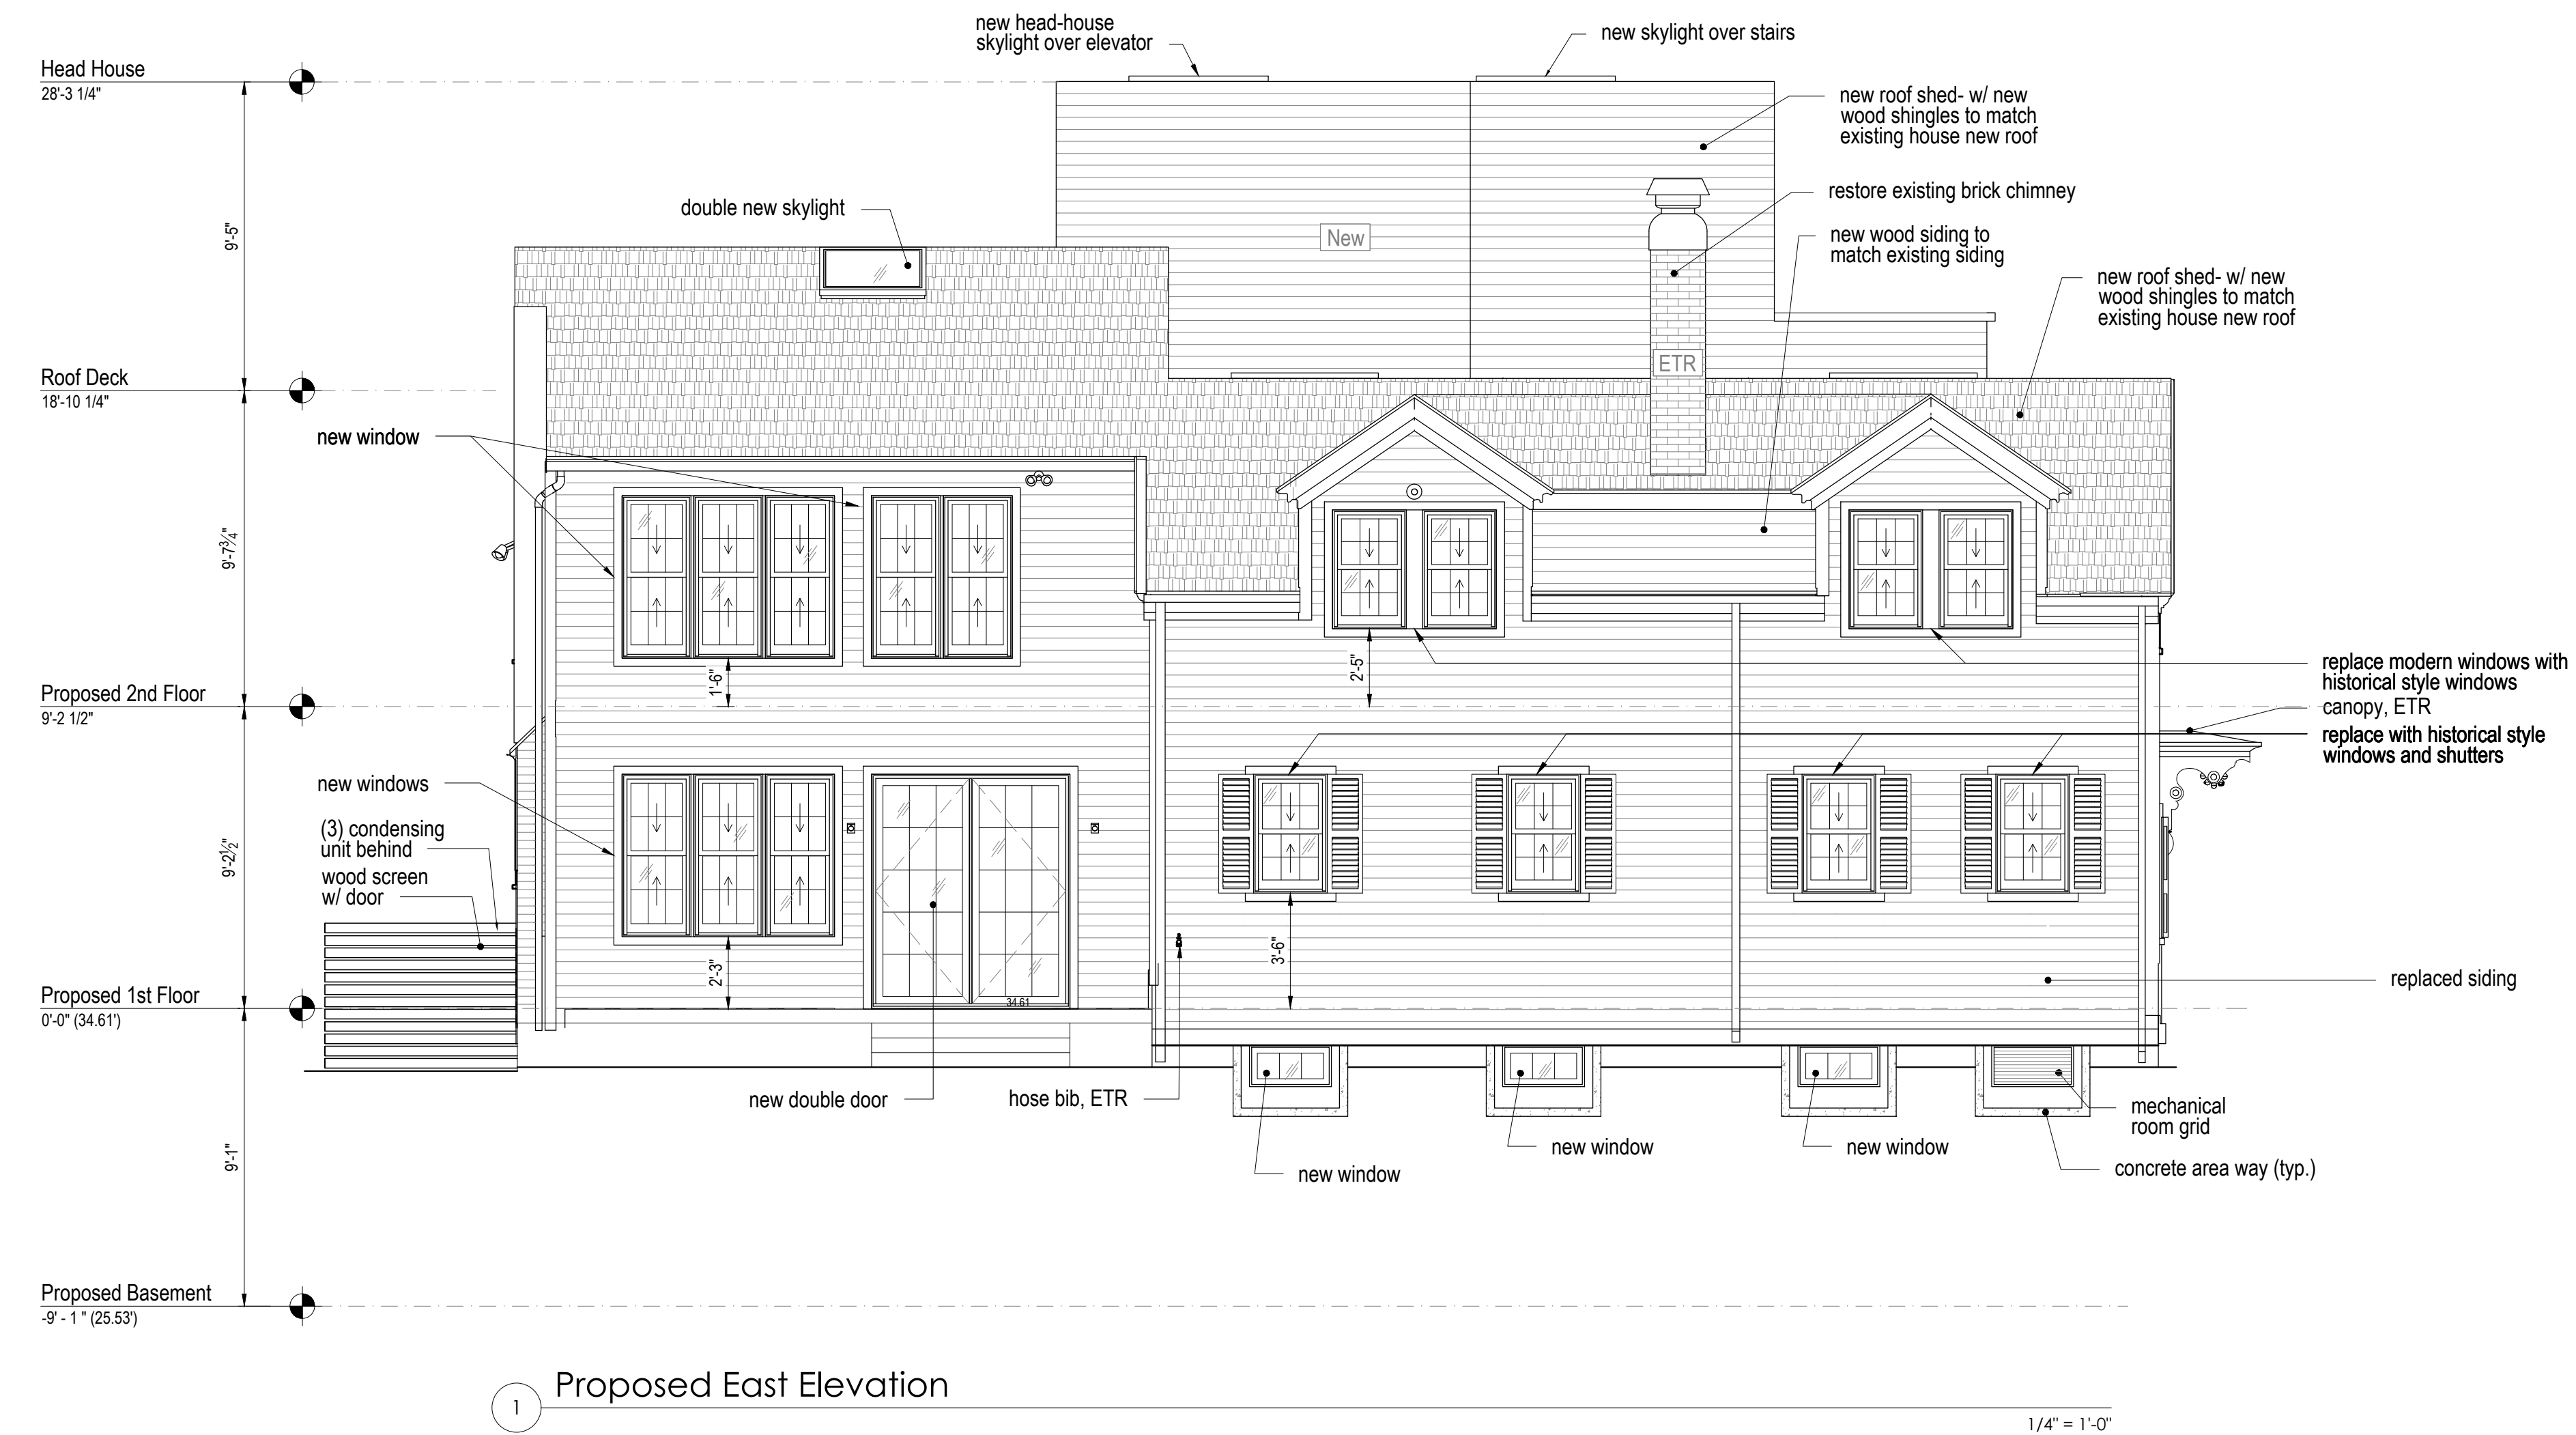 new head-house
skylight over elevator
new skylight over stairs
Head House
28'-3 1/4"
new roof shed- w/ new
wood shingles to match
existing house new roof
restore existing brick chimney
double new skylight
9'-5"
New
new wood siding to
match existing siding
new roof shed- w/ new
wood shingles to match
existing house new roof
ETR
Roof Deck
18'-10 1/4"
new window
9'-7¾"
1'-6"
2'-5"
replace modern windows with
historical style windows
Proposed 2nd Floor
9'-2 1/2"
canopy, ETR
replace with historical style
windows and shutters
new windows
(3) condensing
unit behind
wood screen
w/ door
9'-2½"
2'-3"
3'-6"
replaced siding
Proposed 1st Floor
0'-0" (34.61')
34.61
new double door
hose bib, ETR
mechanical
room grid
new window
new window
new window
concrete area way (typ.)
9'-1"
Proposed Basement
-9' - 1 " (25.53')
1
Proposed East Elevation
1/4" = 1'-0"